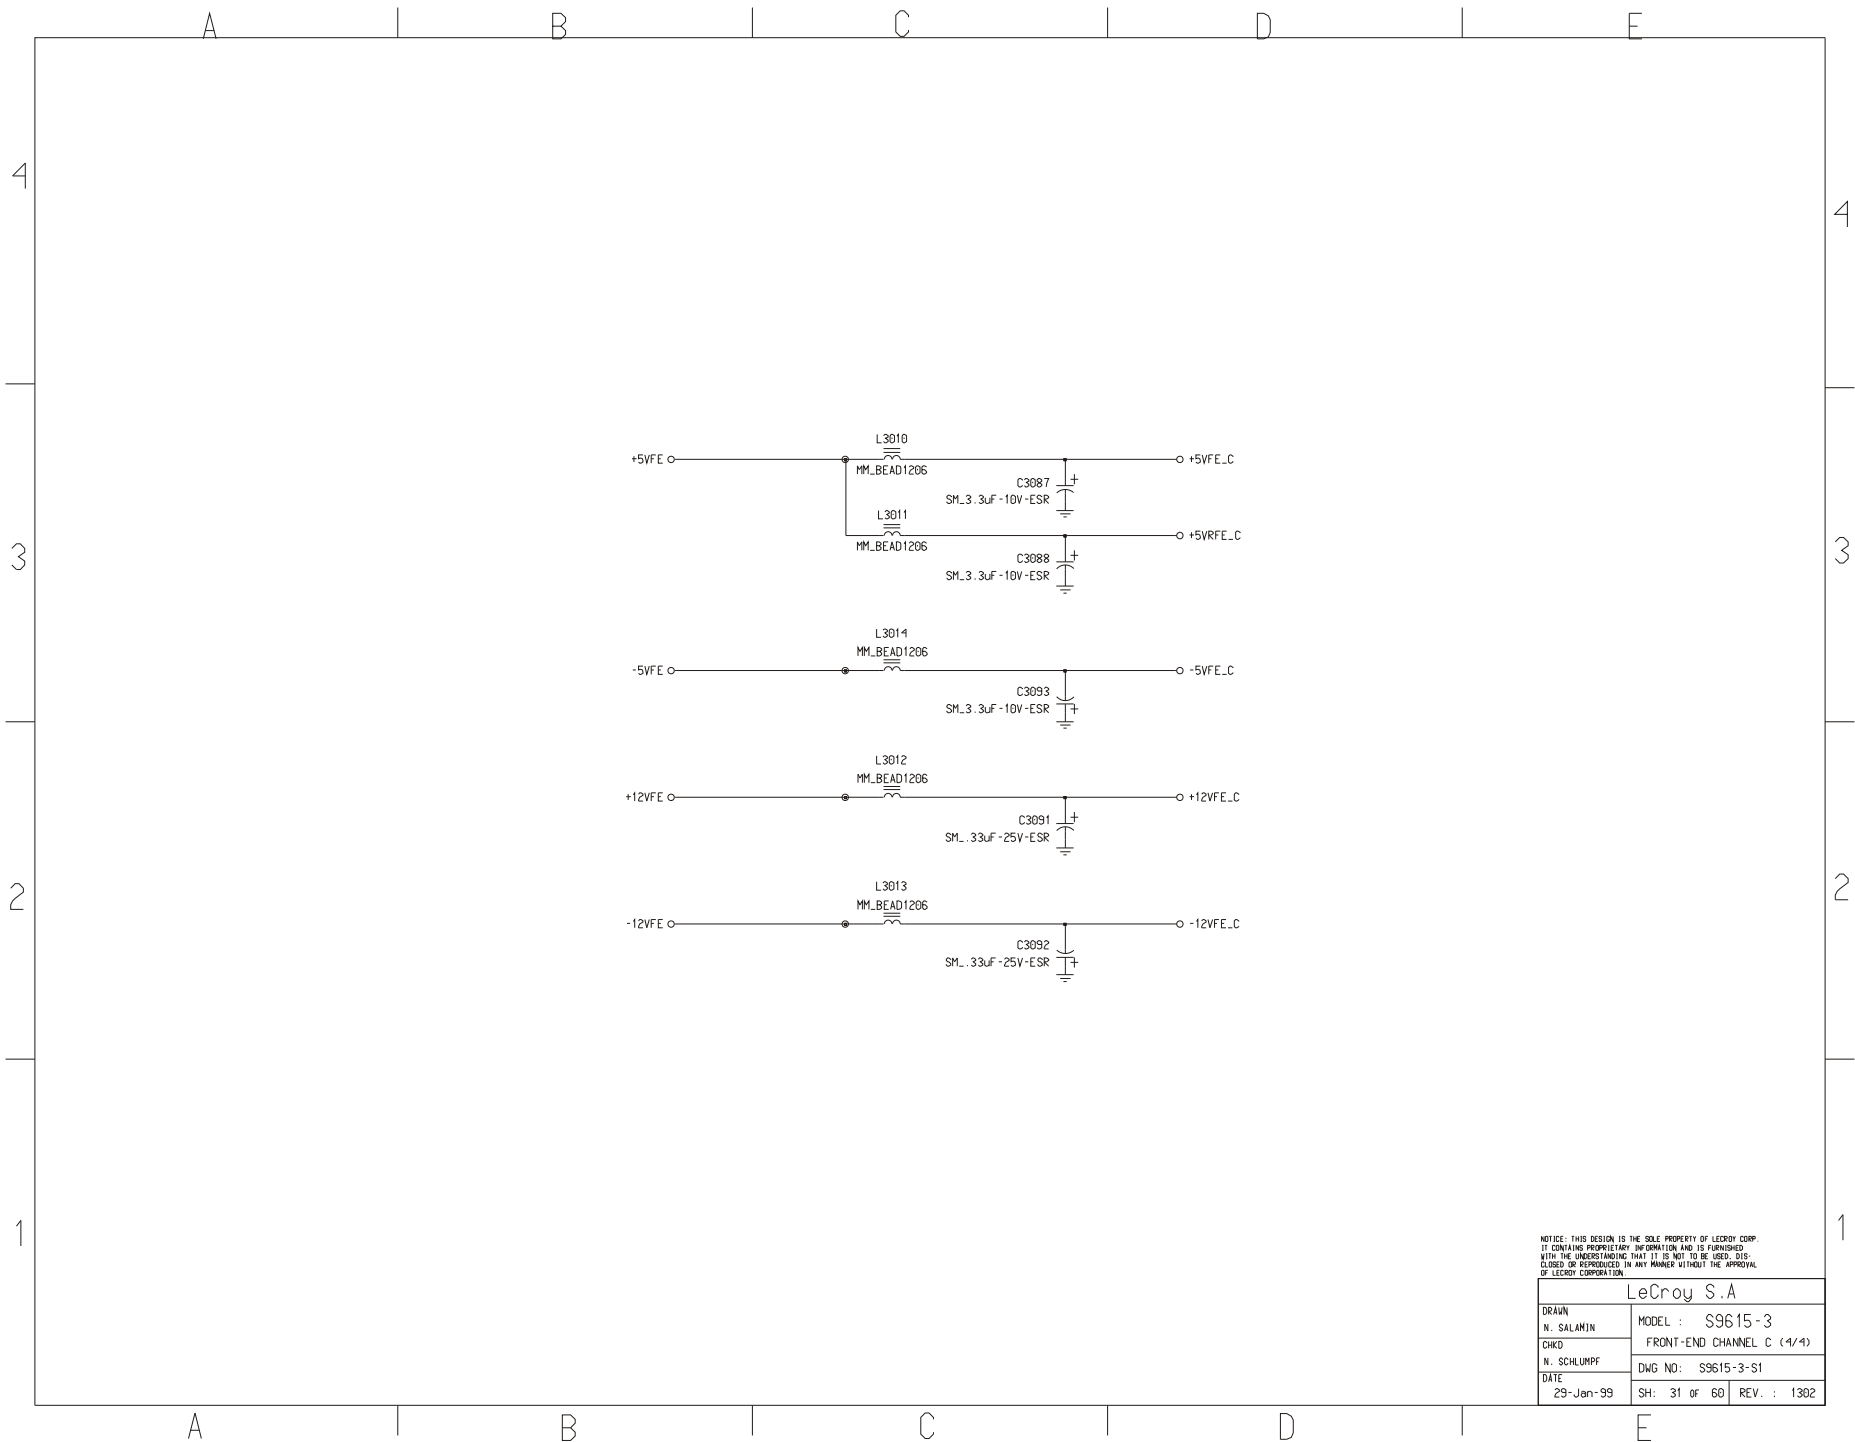 A B C D E
4
4
L3010
+5VFE +5VFE_C
MM_BEAD1206
C3087 +
SM_3.3uF-10V-ESR
L3011
+5VRFE_C
MM_BEAD1206
3
3
C3088 +
SM_3.3uF-10V-ESR
L3014
MM_BEAD1206
-5VFE -5VFE_C
C3093
SM_3.3uF-10V-ESR +
L3012
MM_BEAD1206
+12VFE +12VFE_C
C3091 +
SM_.33uF-25V-ESR
2
2
L3013
MM_BEAD1206
-12VFE -12VFE_C
C3092
SM_.33uF-25V-ESR +
1
1
NOTICE: THIS DESIGN IS THE SOLE PROPERTY OF LECROY CORP.
IT CONTAINS PROPRIETARY INFORMATION AND IS FURNISHED
WITH THE UNDERSTANDING THAT IT IS NOT TO BE USED, DIS-
CLOSED OR REPRODUCED IN ANY MANNER WITHOUT THE APPROVAL
OF LECROY CORPORATION.
LeCroy S.A
DRAWN
N. SALAMIN
MODEL : S9615-3
FRONT-END CHANNEL C (4/4)
CHKD
N. SCHLUMPF
DWG NO: S9615-3-S1
DATE
29-Jan-99
SH: 31 OF 60 REV. : 1302
A B C D E